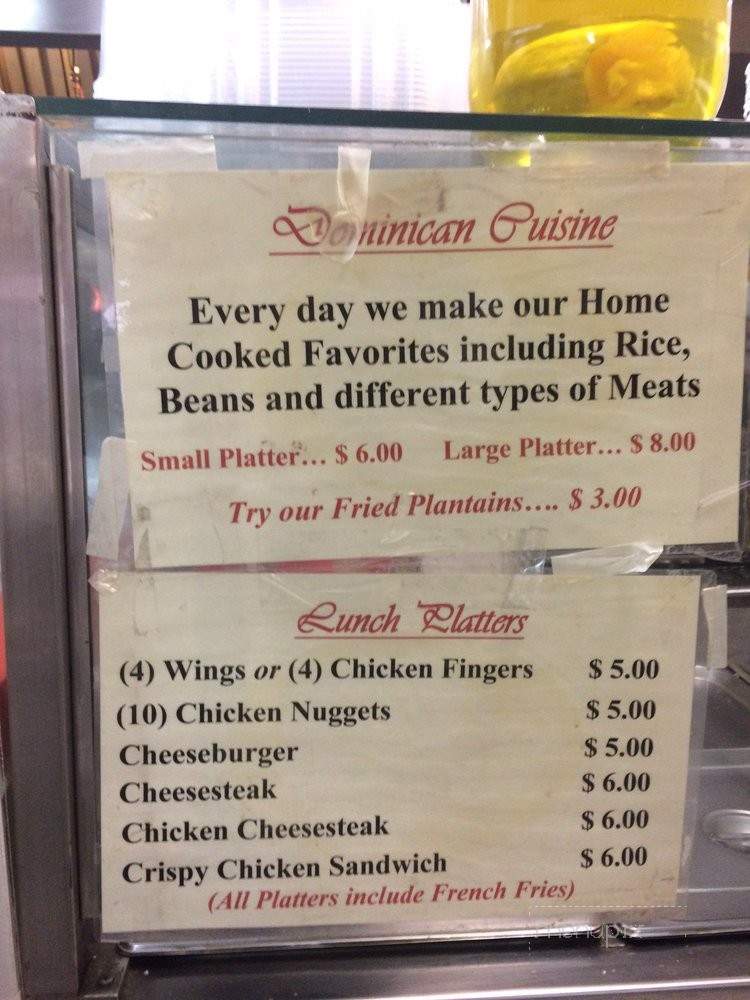 Dominican Cuisine
Every day we make our Home
Cooked Favorites including Rice,
Beans and different types of Meats
Small Platter... $ 6.00 Large Platter... $ 8.00
Try our Fried Plantains.... $ 3.00
Lunch Platters
(4) Wings or (4) Chicken Fingers $ 5.00
(10) Chicken Nuggets $ 5.00
Cheeseburger $ 5.00
Cheesesteak $ 6.00
Chicken Cheesesteak $ 6.00
Crispy Chicken Sandwich $ 6.00
(All Platters include French Fries)